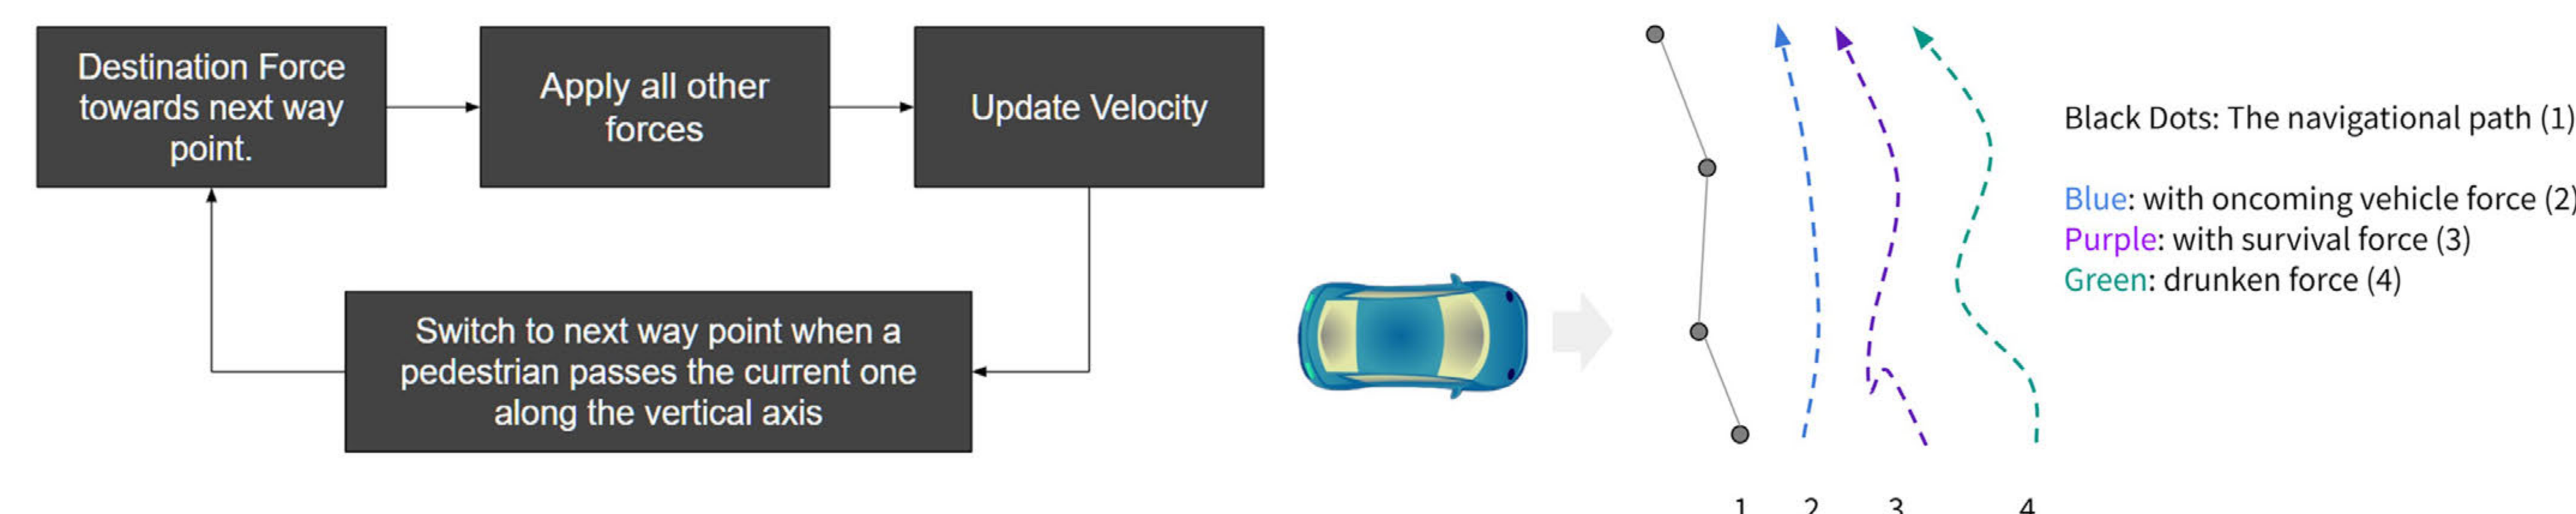 Destination Force
towards next way
point.
Apply all other
forces
Update Velocity
Switch to next way point when a
pedestrian passes the current one
along the vertical axis
Black Dots: The navigational path (1)
Blue: with oncoming vehicle force (2)
Purple: with survival force (3)
Green: drunken force (4)
1 2 3 4